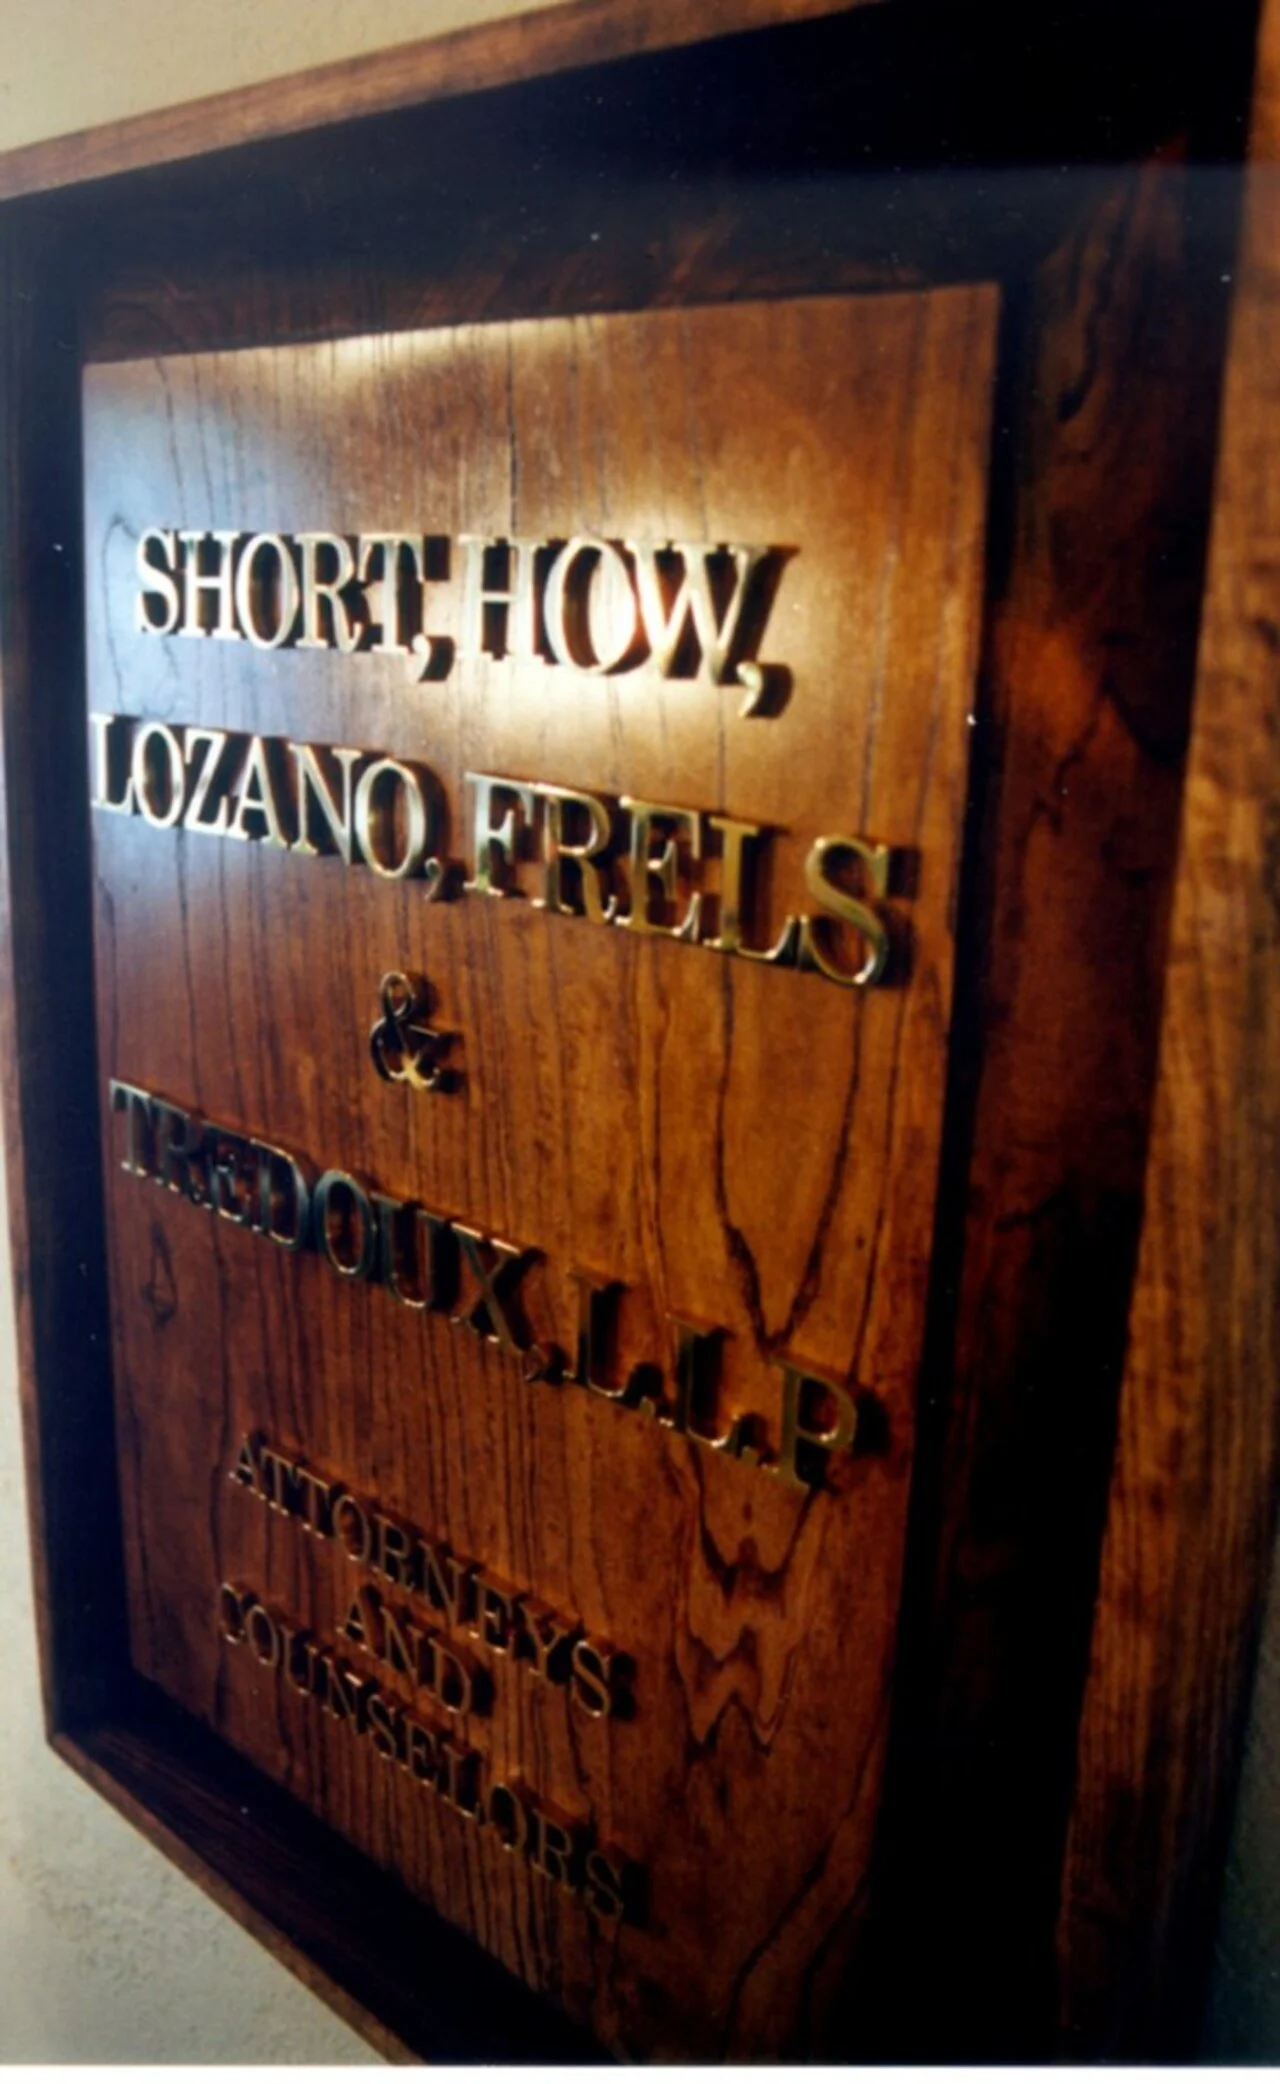 SHORT, HOW,
LOZANO, FRELS
&
TREDOUX, L.L.P
ATTORNEYS
AND
COUNSELORS